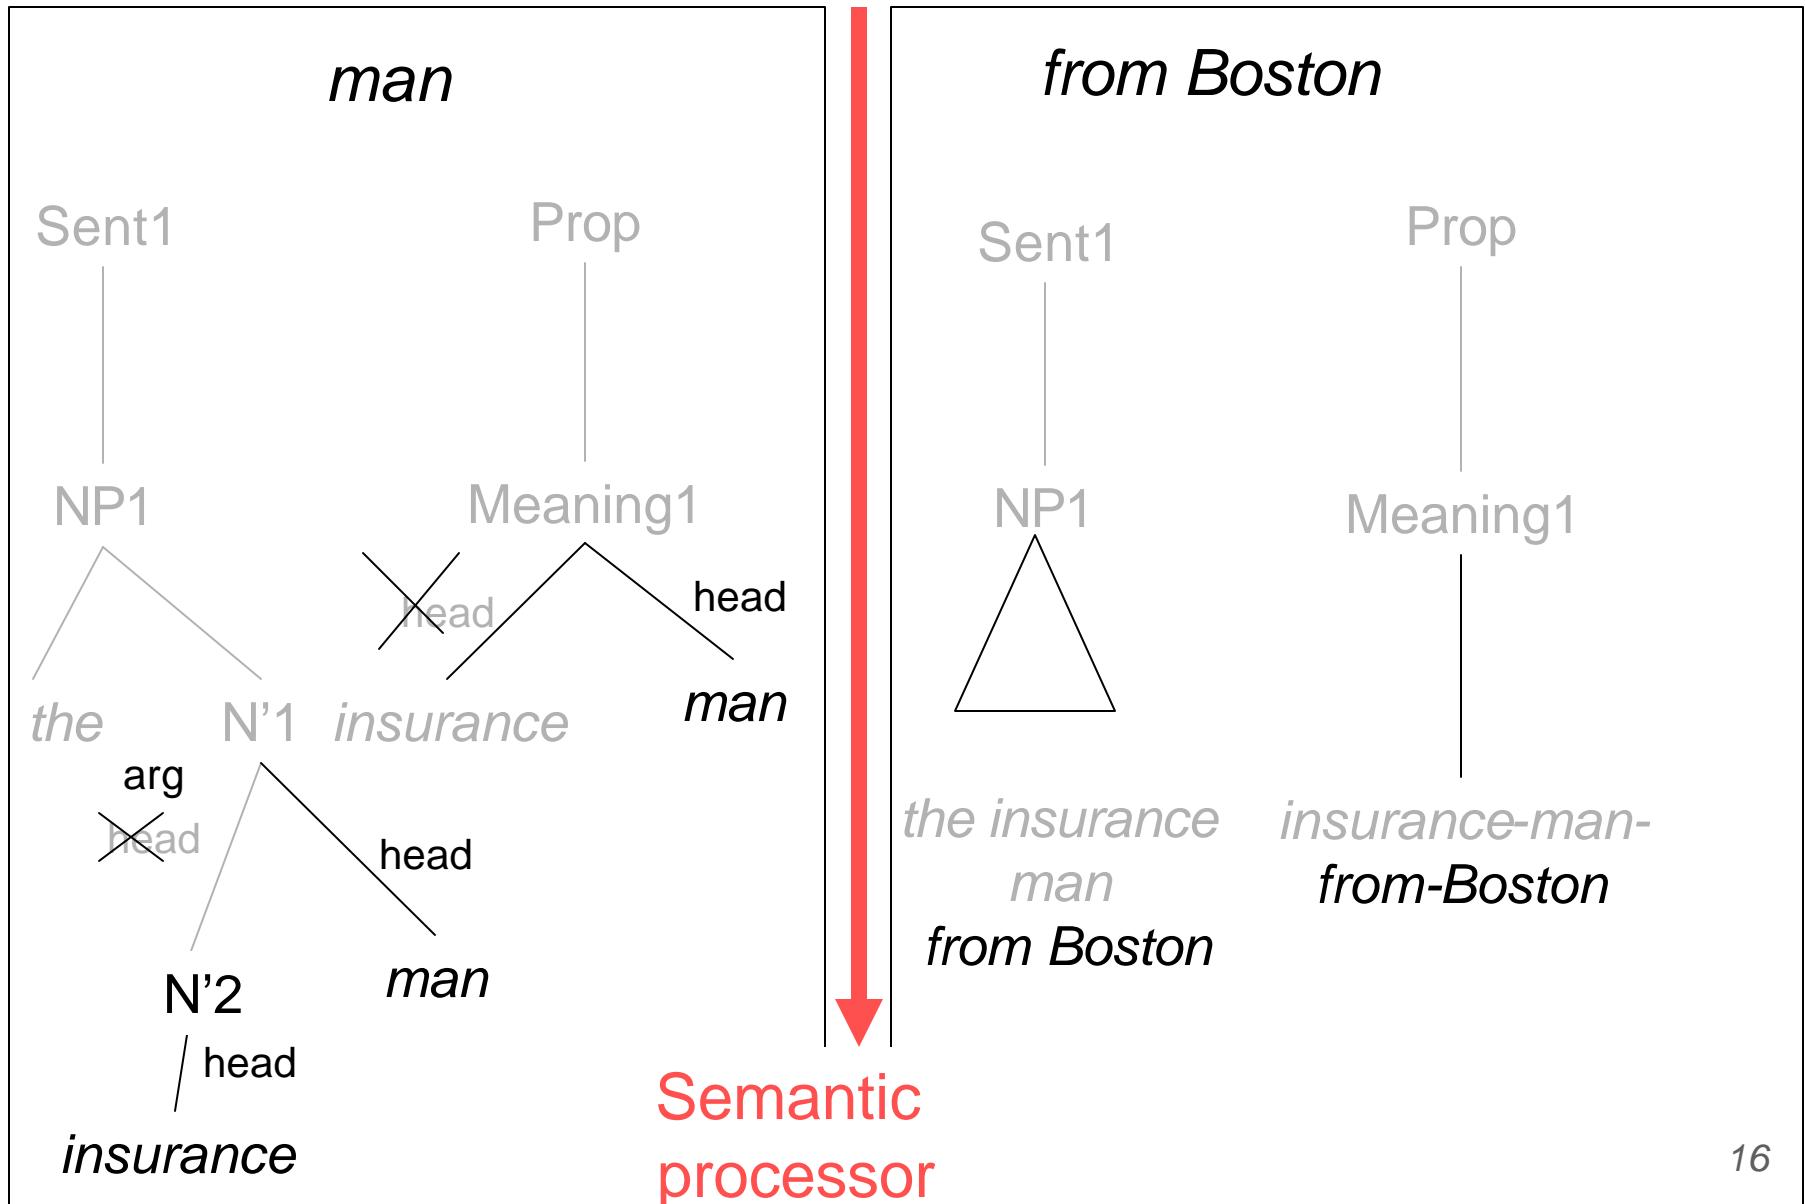 man
Sent1 Prop
NP1 Meaning1
head head
the N’1 insurance man
arg
head
head
N’2 man
head
insurance
Semantic
processor
from Boston
Sent1 Prop
NP1 Meaning1
the insurance insurance-man-
man from-Boston
from Boston
16